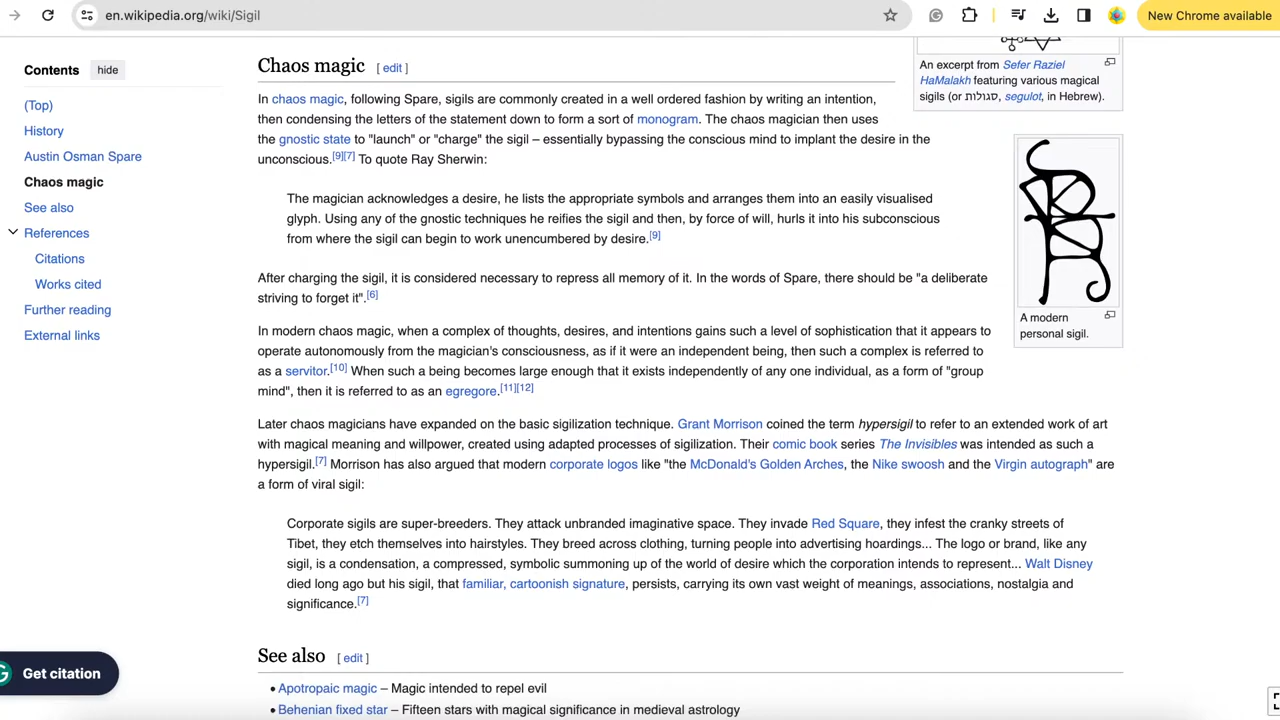 en.wikipedia.org/wiki/Sigil
New Chrome available
Contents hide
(Top)
History
Austin Osman Spare
Chaos magic
See also
References
Citations
Works cited
Further reading
External links
Get citation
Chaos magic [ edit ]
In chaos magic, following Spare, sigils are commonly created in a well ordered fashion by writing an intention,
then condensing the letters of the statement down to form a sort of monogram. The chaos magician then uses
the gnostic state to "launch" or "charge" the sigil – essentially bypassing the conscious mind to implant the desire in the
unconscious.[9][7] To quote Ray Sherwin:
The magician acknowledges a desire, he lists the appropriate symbols and arranges them into an easily visualised
glyph. Using any of the gnostic techniques he reifies the sigil and then, by force of will, hurls it into his subconscious
from where the sigil can begin to work unencumbered by desire.[9]
After charging the sigil, it is considered necessary to repress all memory of it. In the words of Spare, there should be "a deliberate
striving to forget it".[6]
In modern chaos magic, when a complex of thoughts, desires, and intentions gains such a level of sophistication that it appears to
operate autonomously from the magician's consciousness, as if it were an independent being, then such a complex is referred to
as a servitor.[10] When such a being becomes large enough that it exists independently of any one individual, as a form of "group
mind", then it is referred to as an egregore.[11][12]
Later chaos magicians have expanded on the basic sigilization technique. Grant Morrison coined the term hypersigil to refer to an extended work of art
with magical meaning and willpower, created using adapted processes of sigilization. Their comic book series The Invisibles was intended as such a
hypersigil.[7] Morrison has also argued that modern corporate logos like "the McDonald's Golden Arches, the Nike swoosh and the Virgin autograph" are
a form of viral sigil:
Corporate sigils are super-breeders. They attack unbranded imaginative space. They invade Red Square, they infest the cranky streets of
Tibet, they etch themselves into hairstyles. They breed across clothing, turning people into advertising hoardings... The logo or brand, like any
sigil, is a condensation, a compressed, symbolic summoning up of the world of desire which the corporation intends to represent... Walt Disney
died long ago but his sigil, that familiar, cartoonish signature, persists, carrying its own vast weight of meanings, associations, nostalgia and
significance.[7]
See also [ edit ]
• Apotropaic magic – Magic intended to repel evil
• Behenian fixed star – Fifteen stars with magical significance in medieval astrology
An excerpt from Sefer Raziel
HaMalakh featuring various magical
sigils (or סגולות, segulot, in Hebrew).
A modern
personal sigil.